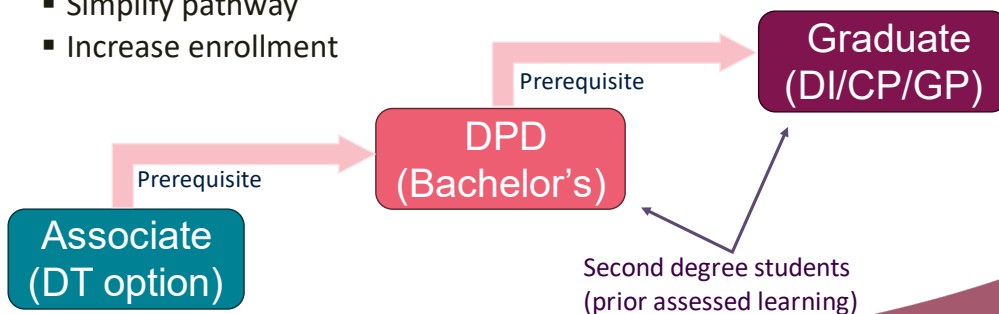 ▪ Simplify pathway
▪ Increase enrollment
Graduate
(DI/CP/GP)
Prerequisite
DPD
(Bachelor's)
Prerequisite
Associate
(DT option)
Second degree students
(prior assessed learning)